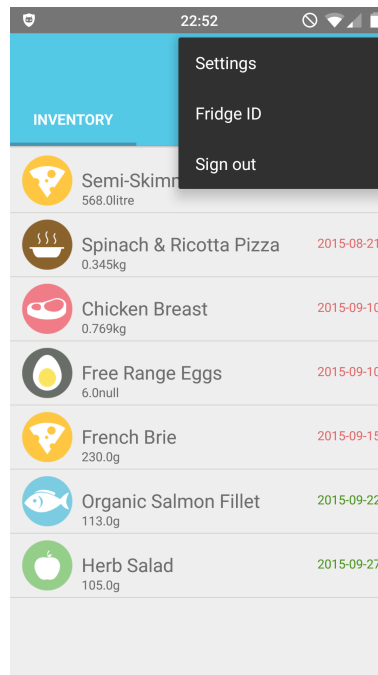 22:52
Settings
Fridge ID
Sign out
INVENTORY
Semi-Skimm
568.0litre
Spinach & Ricotta Pizza
2015-08-21
0.345kg
Chicken Breast
2015-09-10
0.769kg
Free Range Eggs
2015-09-10
6.0null
French Brie
2015-09-15
230.0g
Organic Salmon Fillet
2015-09-22
113.0g
Herb Salad
2015-09-27
105.0g